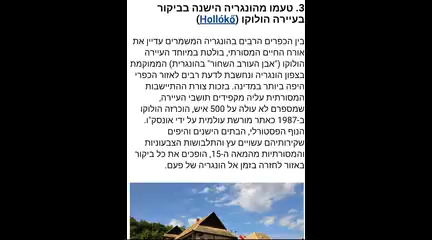 3. טעמו מהונגריה הישנה בביקור
בעיירה הולוקו (Hollókő)
בין הכפרים הרבים בהונגריה המשמרים עדיין את
אורח החיים המסורתי, בולטת במיוחד העיירה
הולוקו ("אבן העורב השחור" בהונגרית) הממוקמת
בצפון הונגריה ונחשבת לדעת רבים לאזור הכפרי
היפה ביותר במדינה. בזכות צורת ההתיישבות
המסורתית עליה מקפידים תושבי העיירה,
שמספרם לא עולה על 500 איש, הוכרזה הולוקו
ב-1987 כאתר מורשת עולמית על ידי אונסק"ו.
הנוף הפסטורלי, הבתים הישנים והיפים
שקירותיהם עשויים עץ והתלבושות הצבעוניות
והמסורתיות מהמאה ה-15, הופכים את כל ביקור
באזור לחזרה בזמן אל הונגריה של פעם.